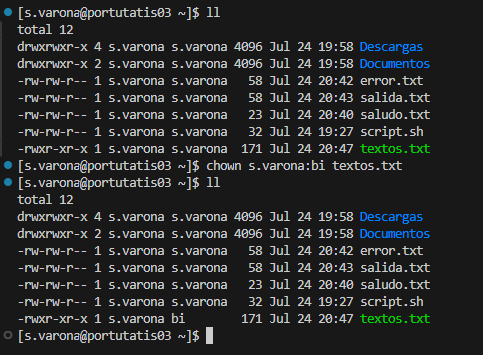 [s.varona@portutatis03 ~]$ ll
total 12
drwxrwxr-x 4 s.varona s.varona 4096 Jul 24 19:58 Descargas
drwxrwxr-x 2 s.varona s.varona 4096 Jul 24 19:58 Documentos
-rw-rw-r-- 1 s.varona s.varona   58 Jul 24 20:42 error.txt
-rw-rw-r-- 1 s.varona s.varona   58 Jul 24 20:43 salida.txt
-rw-rw-r-- 1 s.varona s.varona   23 Jul 24 20:40 saludo.txt
-rw-rw-r-- 1 s.varona s.varona   32 Jul 24 19:27 script.sh
-rwxr-xr-x 1 s.varona s.varona  171 Jul 24 20:47 textos.txt
[s.varona@portutatis03 ~]$ chown s.varona:bi textos.txt
[s.varona@portutatis03 ~]$ ll
total 12
drwxrwxr-x 4 s.varona s.varona 4096 Jul 24 19:58 Descargas
drwxrwxr-x 2 s.varona s.varona 4096 Jul 24 19:58 Documentos
-rw-rw-r-- 1 s.varona s.varona   58 Jul 24 20:42 error.txt
-rw-rw-r-- 1 s.varona s.varona   58 Jul 24 20:43 salida.txt
-rw-rw-r-- 1 s.varona s.varona   23 Jul 24 20:40 saludo.txt
-rw-rw-r-- 1 s.varona s.varona   32 Jul 24 19:27 script.sh
-rwxr-xr-x 1 s.varona bi        171 Jul 24 20:47 textos.txt
[s.varona@portutatis03 ~]$